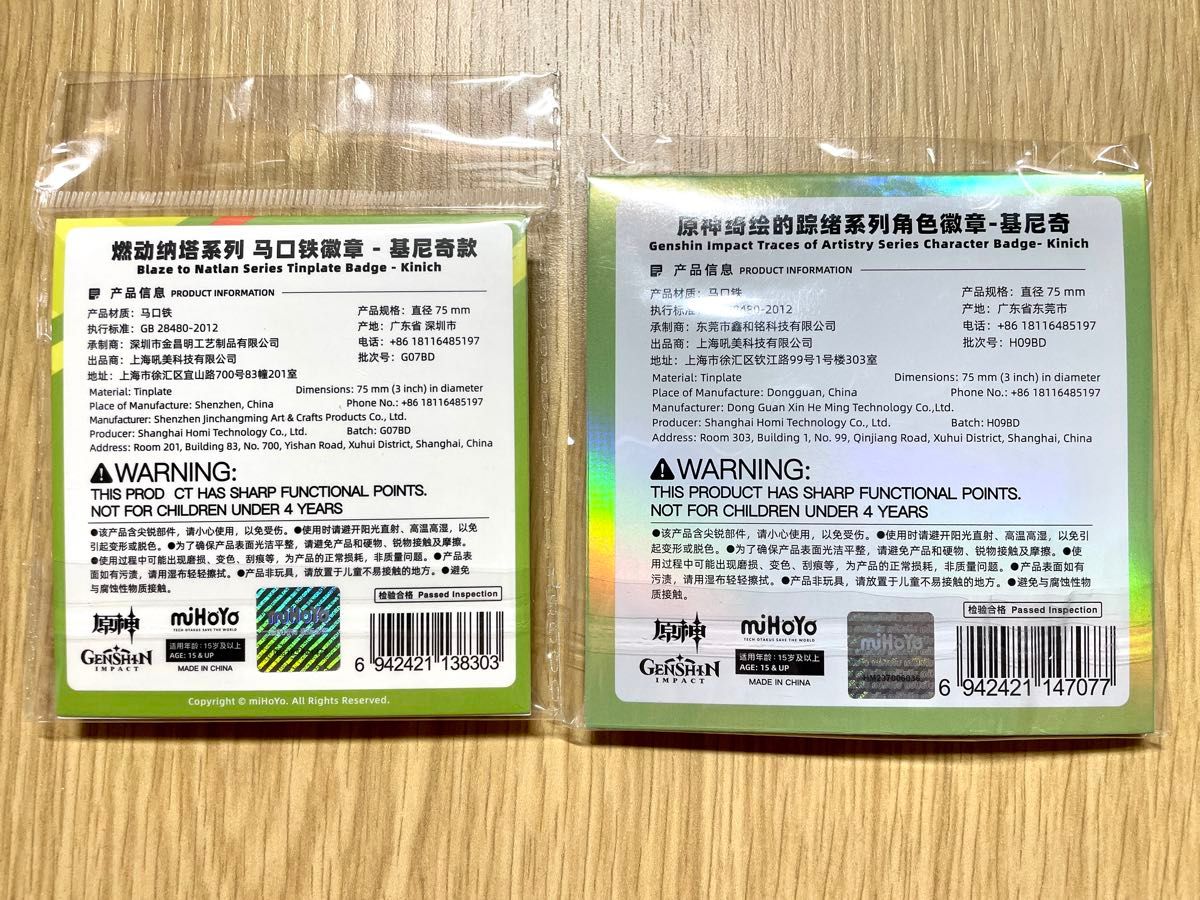 燃动纳塔系列 马口铁徽章 - 基尼奇款
Blaze to Natlan Series Tinplate Badge - Kinich
产品信息 PRODUCT INFORMATION
产品材质：马口铁
产品规格：直径 75 mm
执行标准：GB 28480-2012
产地：广东省 深圳市
承制商：深圳市金昌明工艺制品有限公司
电话：+86 18116485197
出品商：上海吼美科技有限公司
批次号：G07BD
地址：上海市徐汇区宜山路700号83幢201室
Material: Tinplate
Dimensions: 75 mm (3 inch) in diameter
Place of Manufacture: Shenzhen, China
Phone No.: +86 18116485197
Manufacturer: Shenzhen Jinchangming Art & Crafts Products Co., Ltd.
Producer: Shanghai Homi Technology Co., Ltd.
Batch: G07BD
Address: Room 201, Building 83, No. 700, Yishan Road, Xuhui District, Shanghai, China
WARNING:
THIS PROD CT HAS SHARP FUNCTIONAL POINTS.
NOT FOR CHILDREN UNDER 4 YEARS
●该产品含尖锐部件，请小心使用，以免受伤。●使用时请避开阳光直射、高温高湿，以免
引起变形或脱色。●为了确保产品表面光洁平整，请避免产品和硬物、锐物接触及摩擦。
●使用过程中可能出现磨损、变色、刮痕等，为产品的正常损耗，非质量问题。●产品表
面如有污渍，请用湿布轻轻擦拭。●产品非玩具，请放置于儿童不易接触的地方。●避免
与腐蚀性物质接触。
检验合格 Passed Inspection
原神
GENSHIN
IMPACT
miHoYo
TECH OTAKUS SAVE THE WORLD
适用年龄：15岁及以上
AGE: 15 & UP
MADE IN CHINA
miHoYo
6 942421 138303
Copyright © miHoYo. All Rights Reserved.
原神绮绘的踪绪系列角色徽章-基尼奇
Genshin Impact Traces of Artistry Series Character Badge- Kinich
产品信息 PRODUCT INFORMATION
产品材质：马口铁
产品规格：直径 75 mm
执行标准： 28480-2012
产地：广东省东莞市
承制商：东莞市鑫和铭科技有限公司
电话：+86 18116485197
出品商：上海吼美科技有限公司
批次号：H09BD
地址：上海市徐汇区钦江路99号1号楼303室
Material: Tinplate
Dimensions: 75 mm (3 inch) in diameter
Place of Manufacture: Dongguan, China
Phone No.: +86 18116485197
Manufacturer: Dong Guan Xin He Ming Technology Co.,Ltd.
Producer: Shanghai Homi Technology Co., Ltd.
Batch: H09BD
Address: Room 303, Building 1, No. 99, Qinjiang Road, Xuhui District, Shanghai, China
WARNING:
THIS PRODUCT HAS SHARP FUNCTIONAL POINTS.
NOT FOR CHILDREN UNDER 4 YEARS
●该产品含尖锐部件，请小心使用，以免受伤。●使用时请避开阳光直射、高温高湿，以免引
起变形或脱色。●为了确保产品表面光洁平整，请避免产品和硬物、锐物接触及摩擦。●使
用过程中可能出现磨损、变色、刮痕等，为产品的正常损耗，非质量问题。●产品表面如有
污渍，请用湿布轻轻擦拭。●产品非玩具，请放置于儿童不易接触的地方。●避免与腐蚀性物
质接触。
检验合格 Passed Inspection
原神
GENSHIN
IMPACT
miHoYo
TECH OTAKUS SAVE THE WORLD
适用年龄：15岁及以上
AGE: 15 & UP
MADE IN CHINA
miHoYo
6 942421 147077